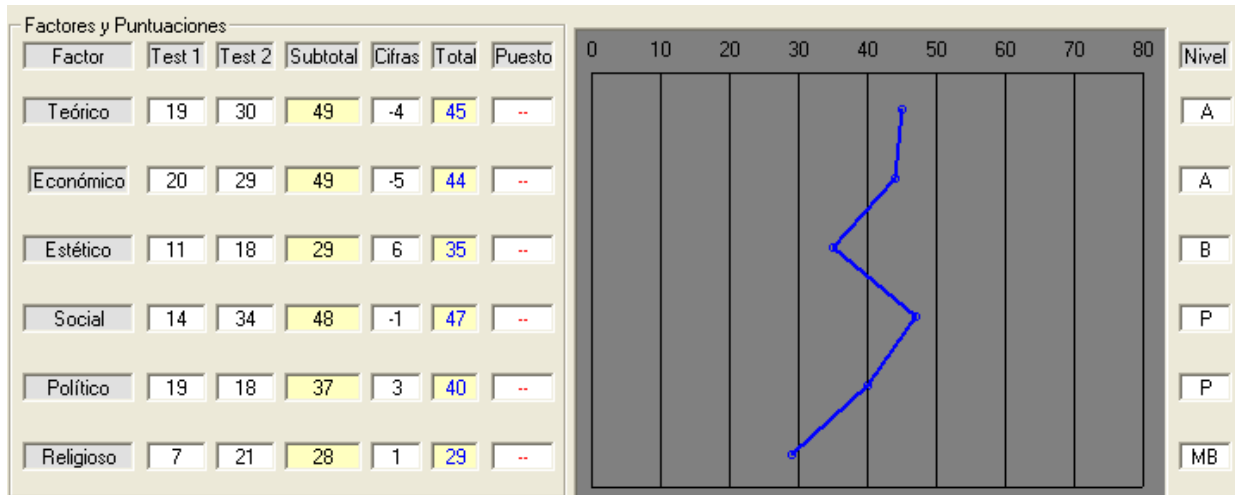 Factores y Puntuaciones
Factor Test 1 Test 2 Subtotal Cifras Total Puesto 0 10 20 30 40 50 60 70 80 Nivel
Teórico 19 30 49 -4 45 -- A
Económico 20 29 49 -5 44 -- A
Estético 11 18 29 6 35 -- B
Social 14 34 48 -1 47 -- P
Político 19 18 37 3 40 -- P
Religioso 7 21 28 1 29 -- MB